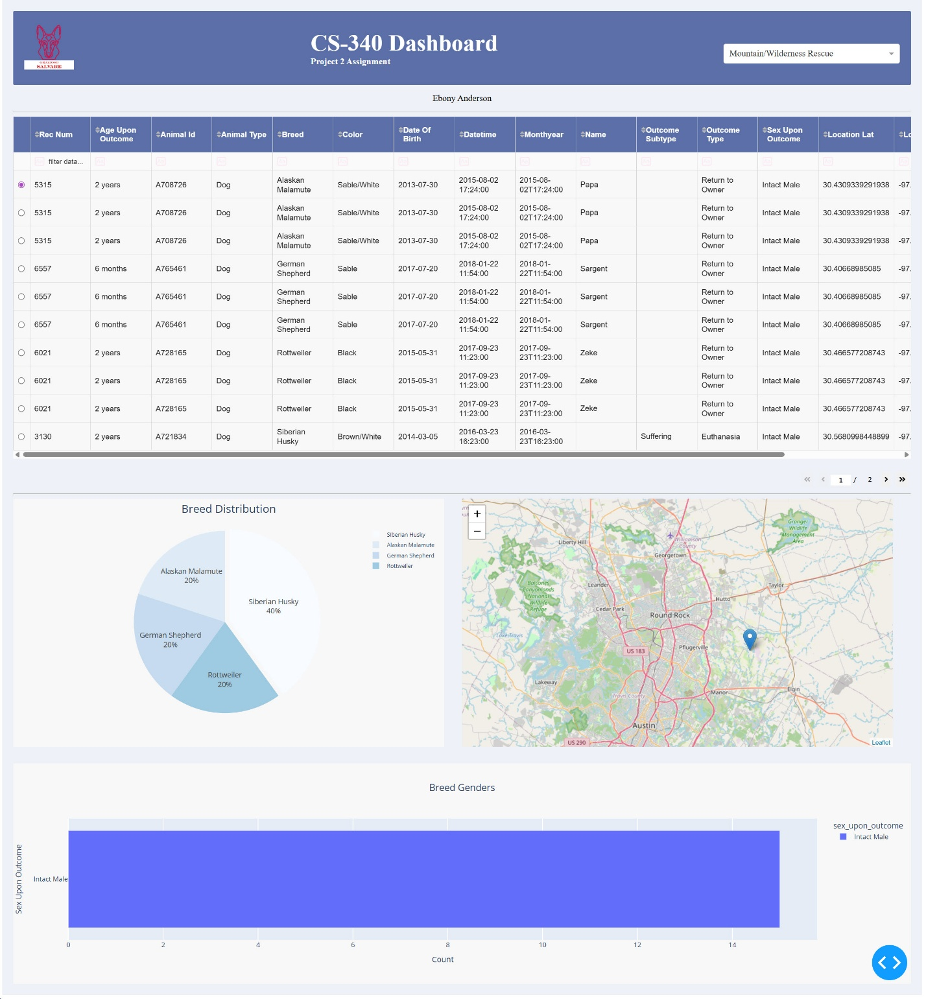 GRAZIOSO
SALVARE
CS-340 Dashboard
Project 2 Assignment
Mountain/Wilderness Rescue
Ebony Anderson
Rec Num Age Upon Outcome Animal Id Animal Type Breed Color Date Of Birth Datetime Monthyear Name Outcome Subtype Outcome Type Sex Upon Outcome Location Lat Lo
filter data...
5315 2 years A708726 Dog Alaskan Malamute Sable/White 2013-07-30 2015-08-02 17:24:00 2015-08-02T17:24:00 Papa Return to Owner Intact Male 30.4309339291938 -97.
5315 2 years A708726 Dog Alaskan Malamute Sable/White 2013-07-30 2015-08-02 17:24:00 2015-08-02T17:24:00 Papa Return to Owner Intact Male 30.4309339291938 -97.
5315 2 years A708726 Dog Alaskan Malamute Sable/White 2013-07-30 2015-08-02 17:24:00 2015-08-02T17:24:00 Papa Return to Owner Intact Male 30.4309339291938 -97.
6557 6 months A765461 Dog German Shepherd Sable 2017-07-20 2018-01-22 11:54:00 2018-01-22T11:54:00 Sargent Return to Owner Intact Male 30.40668985085 -97.
6557 6 months A765461 Dog German Shepherd Sable 2017-07-20 2018-01-22 11:54:00 2018-01-22T11:54:00 Sargent Return to Owner Intact Male 30.40668985085 -97.
6557 6 months A765461 Dog German Shepherd Sable 2017-07-20 2018-01-22 11:54:00 2018-01-22T11:54:00 Sargent Return to Owner Intact Male 30.40668985085 -97.
6021 2 years A728165 Dog Rottweiler Black 2015-05-31 2017-09-23 11:23:00 2017-09-23T11:23:00 Zeke Return to Owner Intact Male 30.466577208743 -97.
6021 2 years A728165 Dog Rottweiler Black 2015-05-31 2017-09-23 11:23:00 2017-09-23T11:23:00 Zeke Return to Owner Intact Male 30.466577208743 -97.
6021 2 years A728165 Dog Rottweiler Black 2015-05-31 2017-09-23 11:23:00 2017-09-23T11:23:00 Zeke Return to Owner Intact Male 30.466577208743 -97.
3130 2 years A721834 Dog Siberian Husky Brown/White 2014-03-05 2016-03-23 16:23:00 2016-03-23T16:23:00 Suffering Euthanasia Intact Male 30.5680998448899 -97.
1 / 2
Breed Distribution
Siberian Husky
Alaskan Malamute
German Shepherd
Rottweiler
Alaskan Malamute
20%
Siberian Husky
40%
German Shepherd
20%
Rottweiler
20%
+
−
Granger
Wildlife
Management
Area
Liberty Hill
Williamson
County
Georgetown
Balcones
Canyonlands
National
Wildlife
Refuge
Leander
Taylor
Hutto
Cedar Park
Round Rock
Lake Travis
US 183
Pflugerville
Lakeway
Travis County
Manor
Elgin
Austin
US 290
Leaflet
Breed Genders
sex_upon_outcome
Intact Male
Sex Upon Outcome
Intact Male
0 2 4 6 8 10 12 14
Count